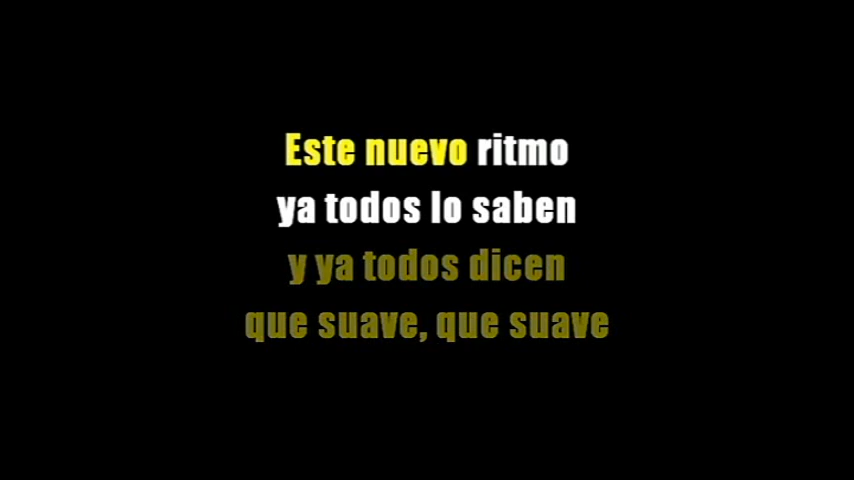 Este nuevo ritmo
ya todos lo saben
y ya todos dicen
que suave, que suave